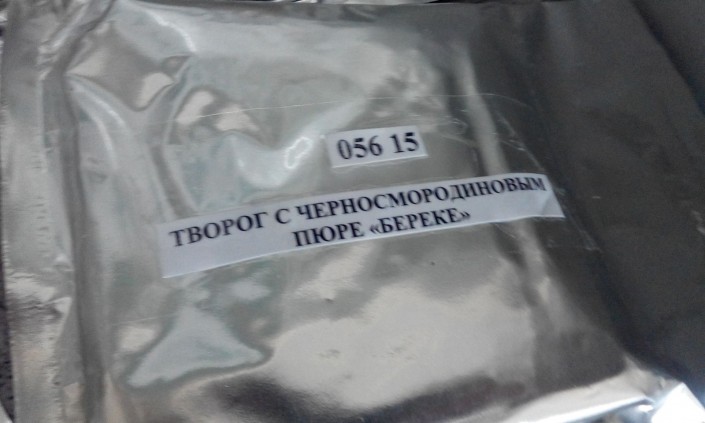 056 15
ТВОРОГ С ЧЕРНОСМОРОДИНОВЫМ
ПЮРЕ «БЕРЕКЕ»